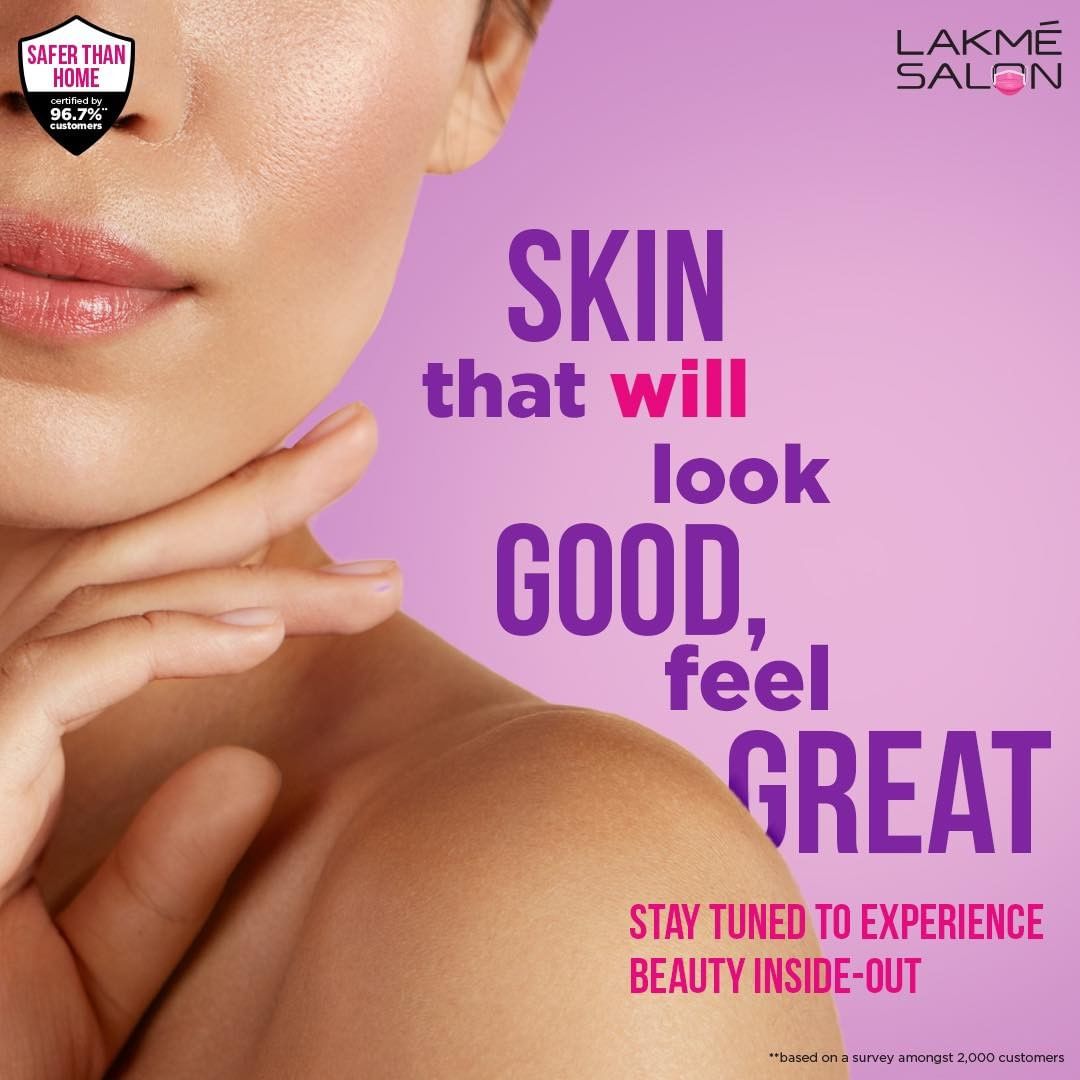 SAFER THAN
HOME
certified by
96.7%**
customers
LAKMÉ
SALON
SKIN
that will
look
GOOD,
feel
GREAT
STAY TUNED TO EXPERIENCE
BEAUTY INSIDE-OUT
**based on a survey amongst 2,000 customers